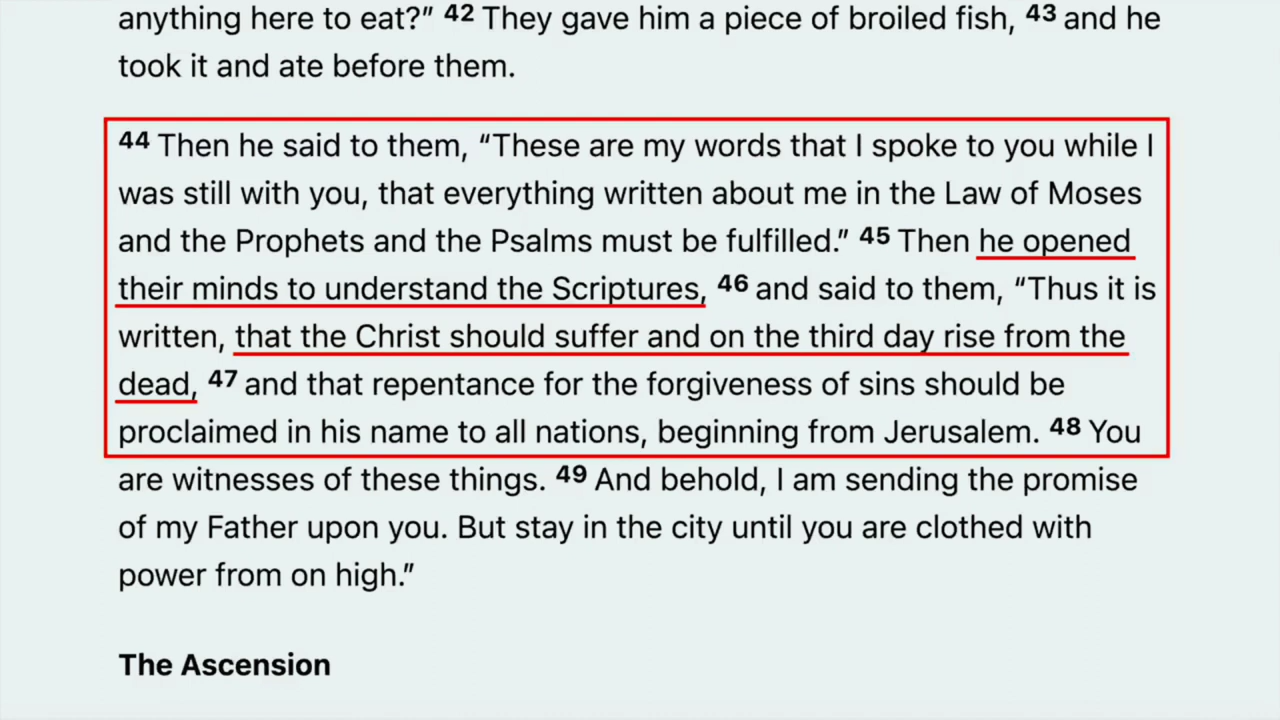 anything here to eat?” 42 They gave him a piece of broiled fish, 43 and he
took it and ate before them.
44 Then he said to them, “These are my words that I spoke to you while I
was still with you, that everything written about me in the Law of Moses
and the Prophets and the Psalms must be fulfilled.” 45 Then he opened
their minds to understand the Scriptures, 46 and said to them, “Thus it is
written, that the Christ should suffer and on the third day rise from the
dead, 47 and that repentance for the forgiveness of sins should be
proclaimed in his name to all nations, beginning from Jerusalem. 48 You
are witnesses of these things. 49 And behold, I am sending the promise
of my Father upon you. But stay in the city until you are clothed with
power from on high.”
The Ascension